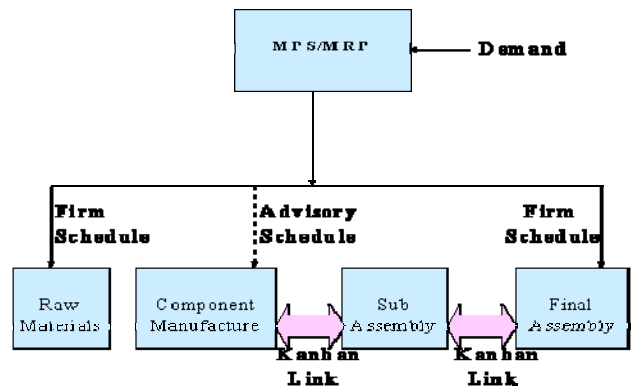 MPS/MRP
Demand
Firm
Schedule
Advisory
Schedule
Firm
Schedule
Raw
Materials
Component
Manufacture
Sub
Assembly
Final
Assembly
Kanban
Link
Kanban
Link